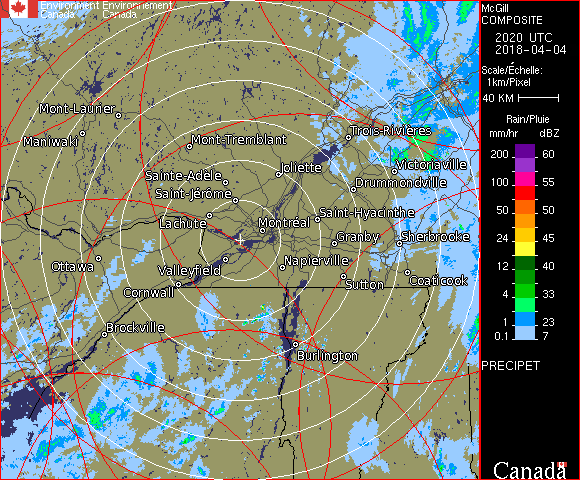 Environment Environnement
Canada Canada
McGill
COMPOSITE
2020 UTC
2018-04-04
Scale/Échelle:
1km/Pixel
40 KM
Rain/Pluie
mm/hr dBZ
200 60
100 55
50 50
24 45
12 40
4 33
1 23
0.1 7
PRECIPET
Canada
Mont-Laurier
Maniwaki
Mont-Tremblant
Trois-Rivières
Joliette
Victoriaville
Sainte-Adèle
Drummondville
Saint-Jérôme
Saint-Hyacinthe
Lachute
Montréal
Granby
Sherbrooke
Ottawa
Valleyfield
Napierville
Cornwall
Sutton
Coaticook
Brockville
Burlington